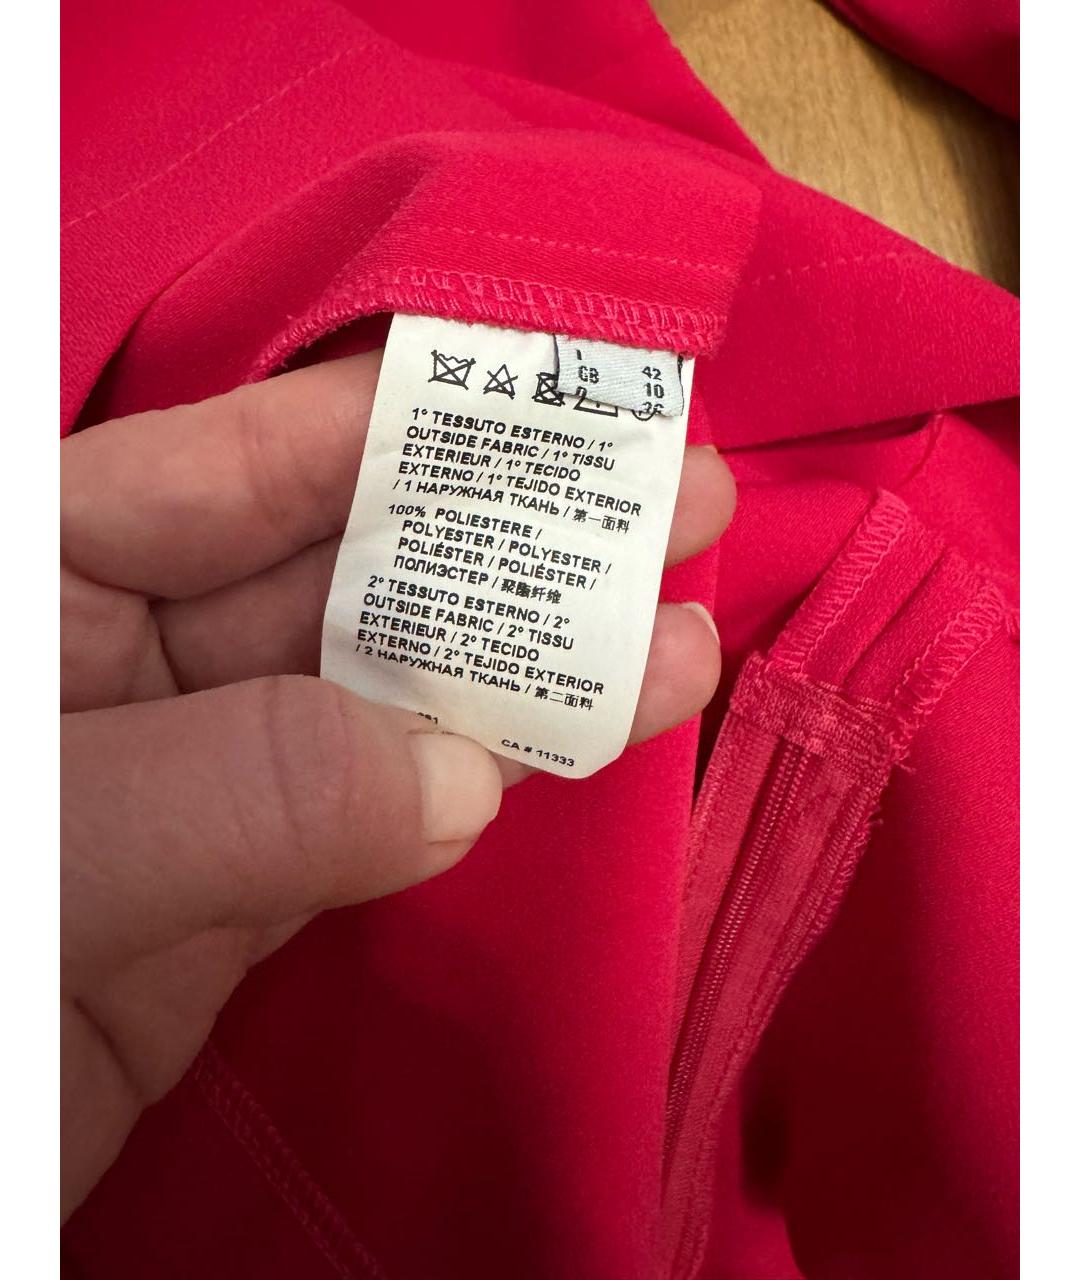 I 42
GB 10
1° TESSUTO ESTERNO / 1°
OUTSIDE FABRIC / 1° TISSU
EXTERIEUR / 1° TECIDO
EXTERNO / 1° TEJIDO EXTERIOR
/ 1 НАРУЖНАЯ ТКАНЬ / 第一面料
100% POLIESTERE /
POLYESTER / POLYESTER /
POLIÉSTER / POLIÉSTER /
ПОЛИЭСТЕР / 聚酯纤维
2° TESSUTO ESTERNO / 2°
OUTSIDE FABRIC / 2° TISSU
EXTERIEUR / 2° TECIDO
EXTERNO / 2° TEJIDO EXTERIOR
/ 2 НАРУЖНАЯ ТКАНЬ / 第二面料
CA # 11333